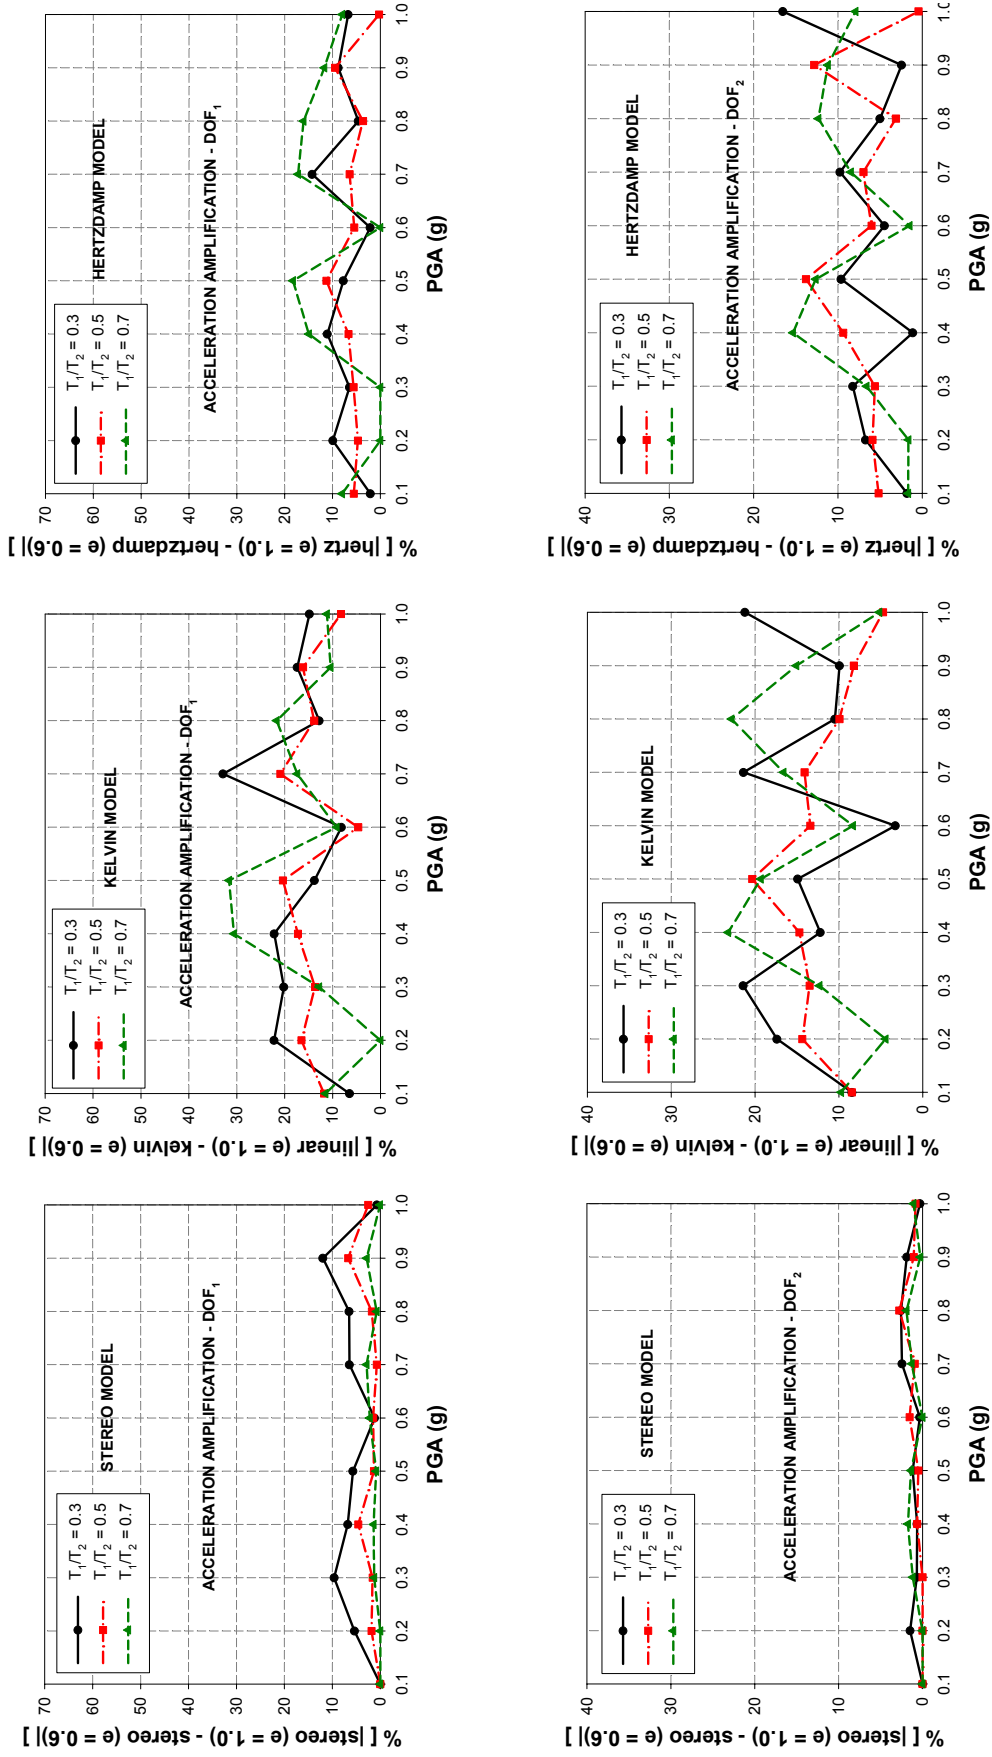 % [ |stereo (e = 1.0) - stereo (e = 0.6)| ]
70
60
50
40
30
20
10
0
T1/T2 = 0.3
T1/T2 = 0.5
T1/T2 = 0.7
STEREO MODEL
ACCELERATION AMPLIFICATION - DOF1
0.1 0.2 0.3 0.4 0.5 0.6 0.7 0.8 0.9 1.0
PGA (g)
% [ |linear (e = 1.0) - kelvin (e = 0.6)| ]
70
60
50
40
30
20
10
0
T1/T2 = 0.3
T1/T2 = 0.5
T1/T2 = 0.7
KELVIN MODEL
ACCELERATION AMPLIFICATION - DOF1
0.1 0.2 0.3 0.4 0.5 0.6 0.7 0.8 0.9 1.0
PGA (g)
% [ |hertz (e = 1.0) - hertzdamp (e = 0.6)| ]
70
60
50
40
30
20
10
0
T1/T2 = 0.3
T1/T2 = 0.5
T1/T2 = 0.7
HERTZDAMP MODEL
ACCELERATION AMPLIFICATION - DOF1
0.1 0.2 0.3 0.4 0.5 0.6 0.7 0.8 0.9 1.0
PGA (g)
% [ |stereo (e = 1.0) - stereo (e = 0.6)| ]
40
30
20
10
0
T1/T2 = 0.3
T1/T2 = 0.5
T1/T2 = 0.7
STEREO MODEL
ACCELERATION AMPLIFICATION - DOF2
0.1 0.2 0.3 0.4 0.5 0.6 0.7 0.8 0.9 1.0
PGA (g)
% [ |linear (e = 1.0) - kelvin (e = 0.6)| ]
40
30
20
10
0
T1/T2 = 0.3
T1/T2 = 0.5
T1/T2 = 0.7
KELVIN MODEL
0.1 0.2 0.3 0.4 0.5 0.6 0.7 0.8 0.9 1.0
PGA (g)
% [ |hertz (e = 1.0) - hertzdamp (e = 0.6)| ]
40
30
20
10
0
T1/T2 = 0.3
T1/T2 = 0.5
T1/T2 = 0.7
HERTZDAMP MODEL
ACCELERATION AMPLIFICATION - DOF2
0.1 0.2 0.3 0.4 0.5 0.6 0.7 0.8 0.9 1.0
PGA (g)